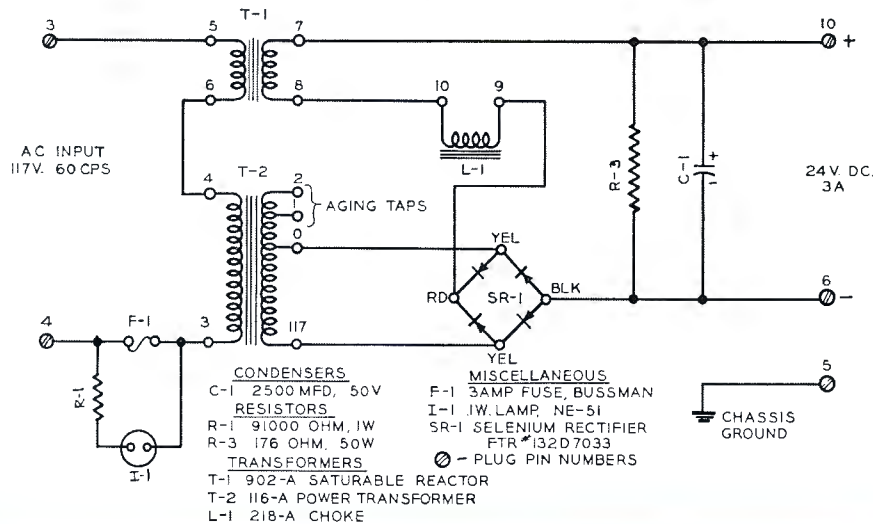 T-1
3 5 7 10 +
6 8 10 9
L-1
AC INPUT
117V. 60 CPS
T-2
4 2
1 AGING TAPS
0
R-3
C-1
+
-
24V. DC.
3A
YEL
RD SR-1 BLK
6 -
YEL
4 F-1 3 117
5
CHASSIS
GROUND
R-1
I-1
CONDENSERS
C-1 2500 MFD, 50V
RESISTORS
R-1 91000 OHM, 1W
R-3 176 OHM, 50W
TRANSFORMERS
T-1 902-A SATURABLE REACTOR
T-2 116-A POWER TRANSFORMER
L-1 218-A CHOKE
MISCELLANEOUS
F-1 3AMP FUSE, BUSSMAN
I-1 1W. LAMP, NE-51
SR-1 SELENIUM RECTIFIER
FTR #132D7033
- PLUG PIN NUMBERS